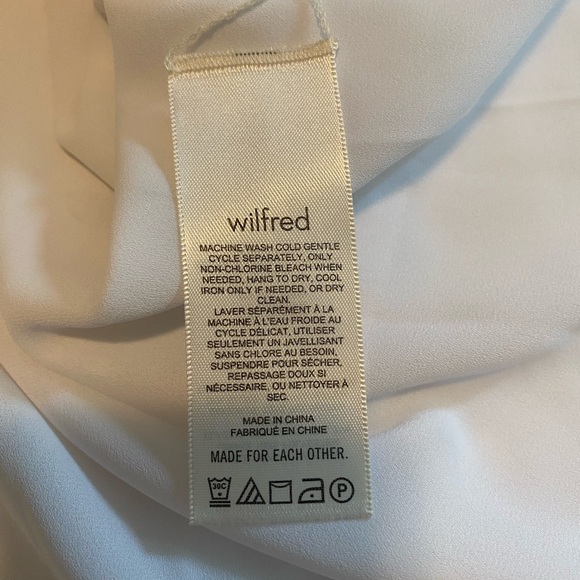 wilfred
MACHINE WASH COLD GENTLE
CYCLE SEPARATELY, ONLY
NON-CHLORINE BLEACH WHEN
NEEDED, HANG TO DRY, COOL
IRON ONLY IF NEEDED, OR DRY
CLEAN.
LAVER SÉPARÉMENT À LA
MACHINE À L'EAU FROIDE AU
CYCLE DÉLICAT, UTILISER
SEULEMENT UN JAVELLISANT
SANS CHLORE AU BESOIN,
SUSPENDRE POUR SÉCHER,
REPASSAGE DOUX SI
NÉCESSAIRE, OU NETTOYER À
SEC.
MADE IN CHINA
FABRIQUÉ EN CHINE
MADE FOR EACH OTHER.
30C P